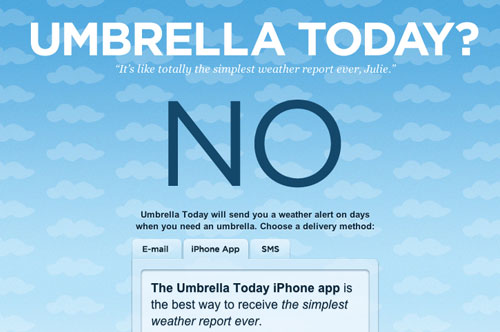 UMBRELLA TODAY?
"It's like totally the simplest weather report ever, Julie."
NO
Umbrella Today will send you a weather alert on days
when you need an umbrella. Choose a delivery method:
E-mail iPhone App SMS
The Umbrella Today iPhone app is
the best way to receive the simplest
weather report ever.